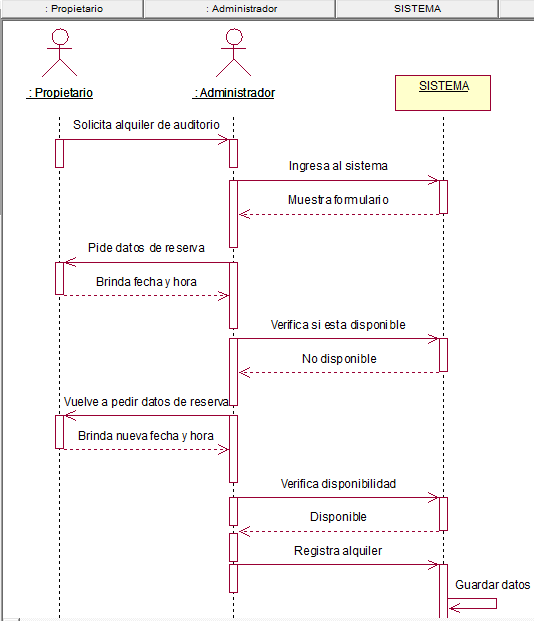 : Propietario
: Administrador
SISTEMA
: Propietario
: Administrador
SISTEMA
Solicita alquiler de auditorio
Ingresa al sistema
Muestra formulario
Pide datos de reserva
Brinda fecha y hora
Verifica si esta disponible
No disponible
Vuelve a pedir datos de reserva
Brinda nueva fecha y hora
Verifica disponibilidad
Disponible
Registra alquiler
Guardar datos